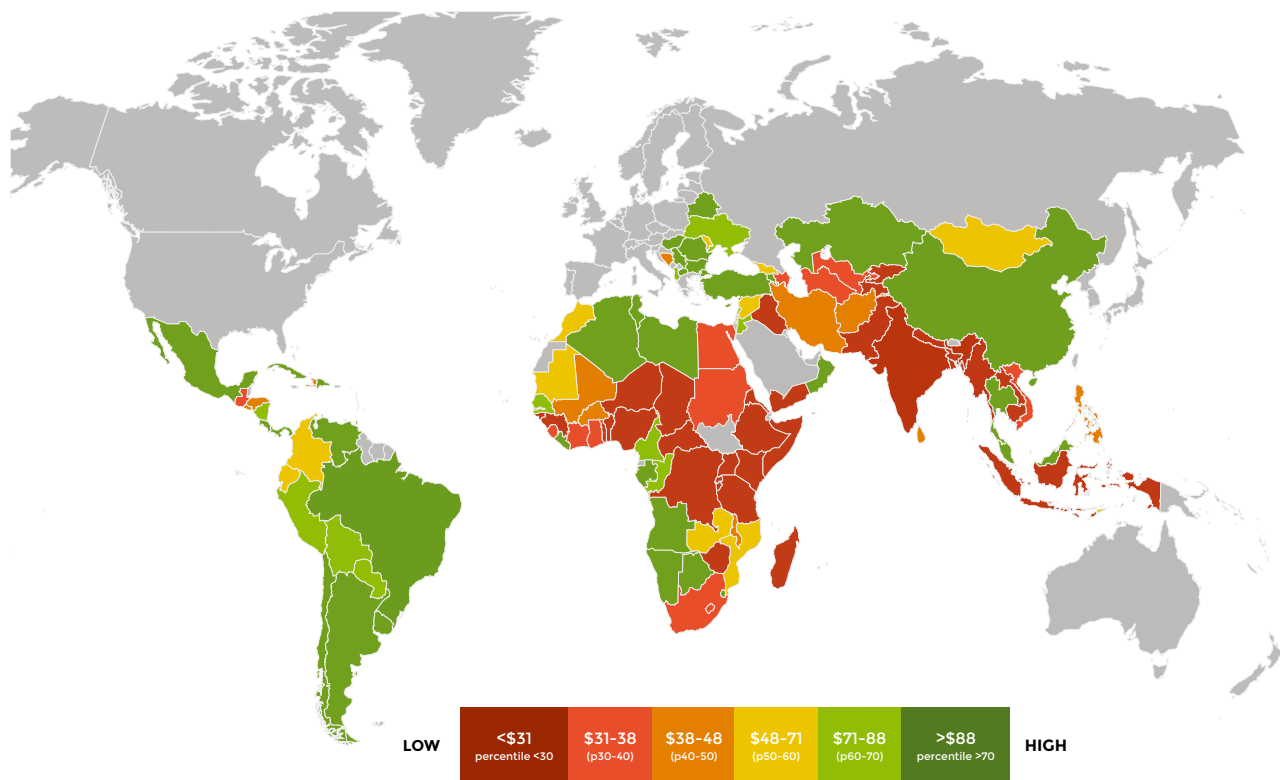 LOW
<$31
percentile <30
$31-38
(p30-40)
$38-48
(p40-50)
$48-71
(p50-60)
$71-88
(p60-70)
>$88
percentile >70
HIGH